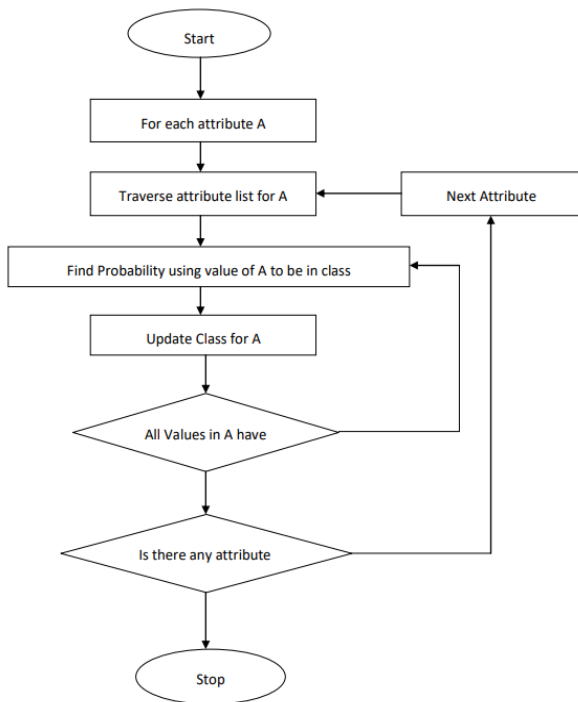 Start
For each attribute A
Traverse attribute list for A
Next Attribute
Find Probability using value of A to be in class
Update Class for A
All Values in A have
Is there any attribute
Stop